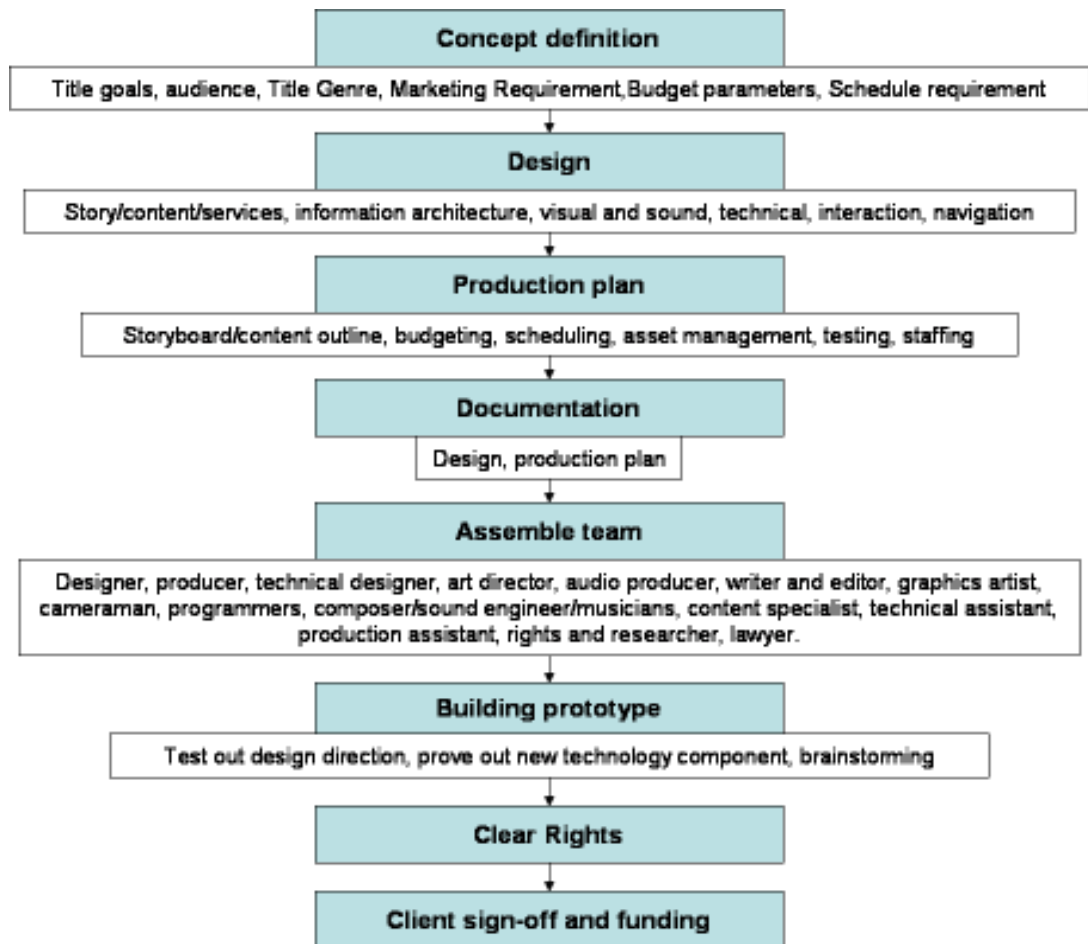 Concept definition
Title goals, audience, Title Genre, Marketing Requirement,Budget parameters, Schedule requirement
Design
Story/content/services, information architecture, visual and sound, technical, interaction, navigation
Production plan
Storyboard/content outline, budgeting, scheduling, asset management, testing, staffing
Documentation
Design, production plan
Assemble team
Designer, producer, technical designer, art director, audio producer, writer and editor, graphics artist,
cameraman, programmers, composer/sound engineer/musicians, content specialist, technical assistant,
production assistant, rights and researcher, lawyer.
Building prototype
Test out design direction, prove out new technology component, brainstorming
Clear Rights
Client sign-off and funding